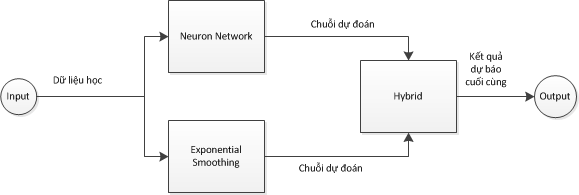 Neuron Network
Chuỗi dự đoán
Kết quả
dự báo
cuối cùng
Dữ liệu học
Input
Hybrid
Output
Exponential
Smoothing
Chuỗi dự đoán